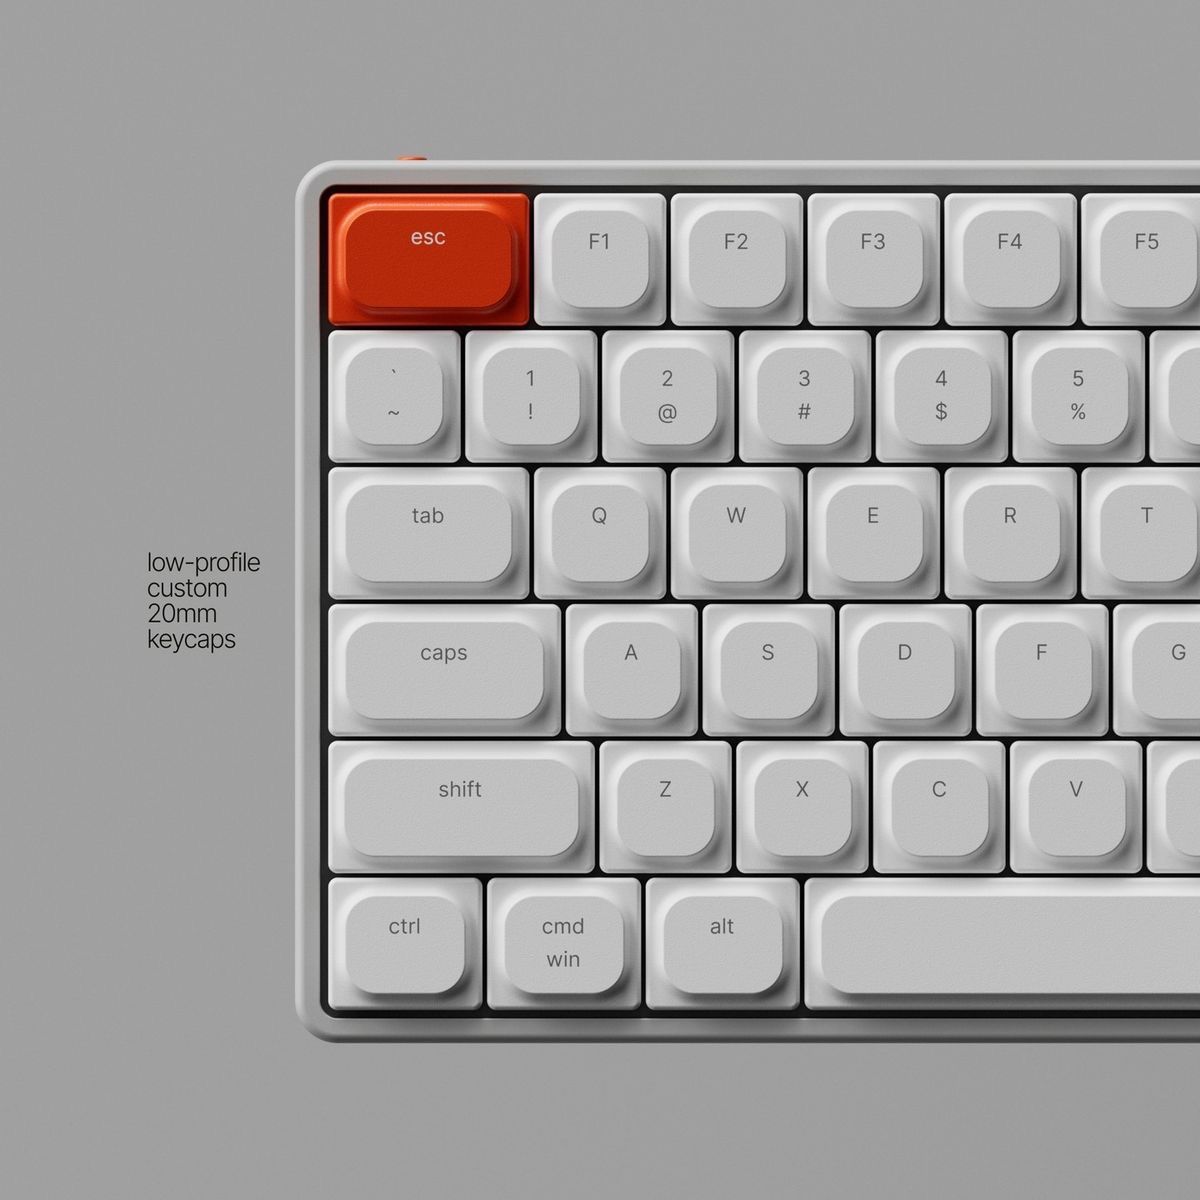 esc F1 F2 F3 F4 F5
` 1 2 3 4 5
~ ! @ # $ %
tab Q W E R T
low-profile
custom
20mm
keycaps
caps A S D F G
shift Z X C V
ctrl cmd alt
win